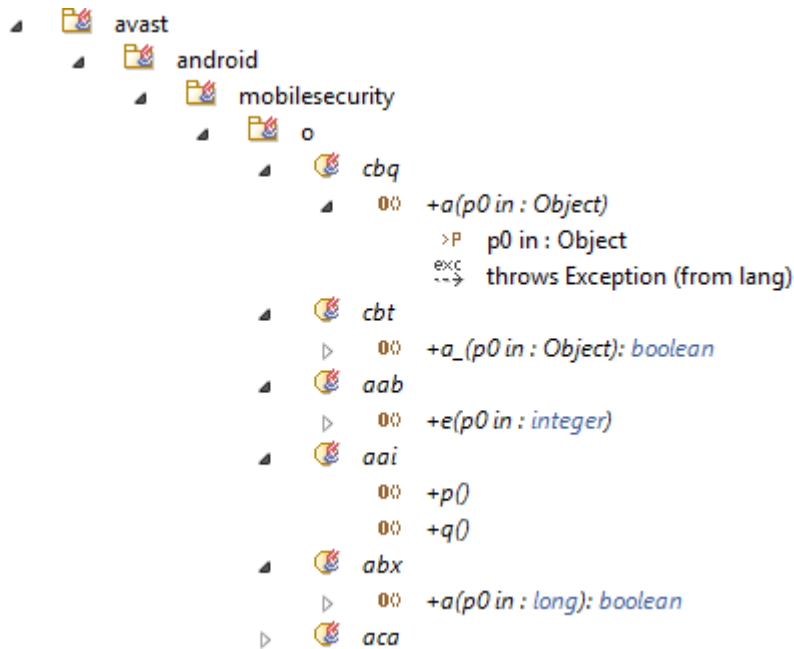 avast
android
mobilesecurity
o
cbq
+a(p0 in : Object)
>P p0 in : Object
exc throws Exception (from lang)
cbt
+a_(p0 in : Object): boolean
aab
+e(p0 in : integer)
aai
+p()
+q()
abx
+a(p0 in : long): boolean
aca